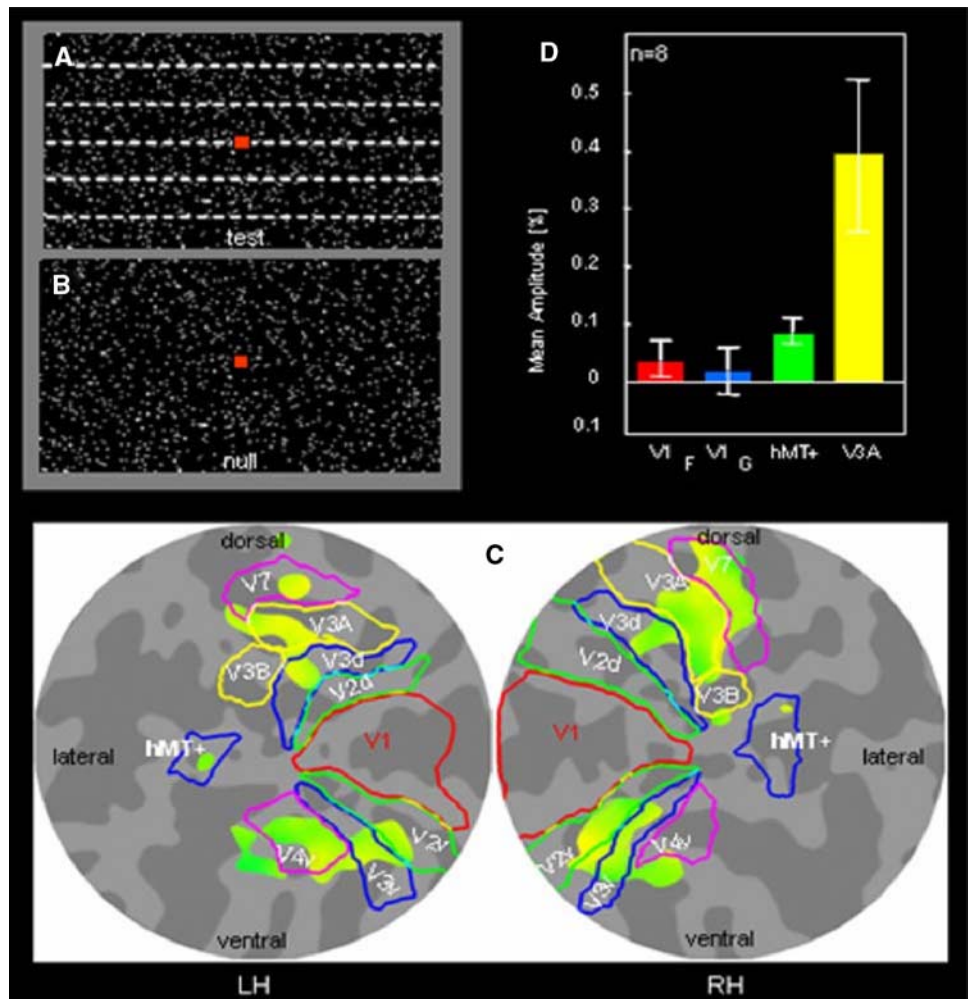 A
test
B
null
D
n=8
Mean Amplitude [%]
0.5
0.4
0.3
0.2
0.1
0
0.1
V1 F V1 G hMT+ V3A
C
dorsal
V7
V3A
V3d
V3B
V2d
V1
hMT+
lateral
V4v
V3v
V2v
ventral
LH
dorsal
V7
V3A
V3d
V2d
V3B
V1
hMT+
lateral
V2v
V3v
V4v
ventral
RH